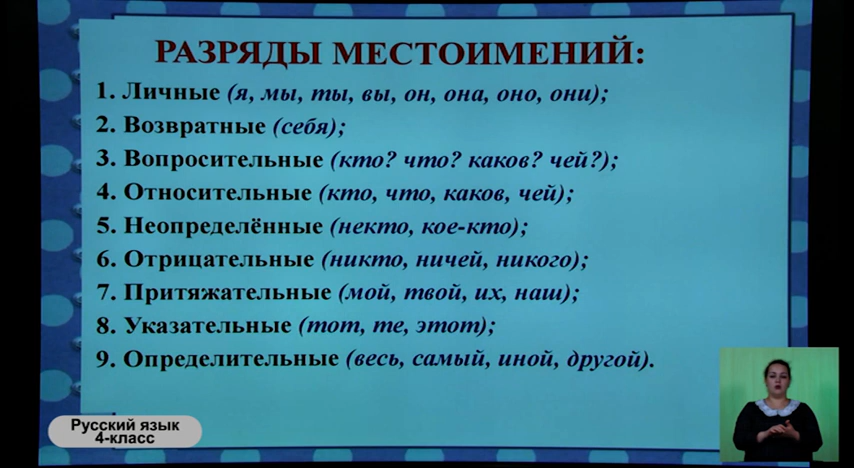 РАЗРЯДЫ МЕСТОИМЕНИЙ:
1. Личные (я, мы, ты, вы, он, она, оно, они);
2. Возвратные (себя);
3. Вопросительные (кто? что? каков? чей?);
4. Относительные (кто, что, каков, чей);
5. Неопределённые (некто, кое-кто);
6. Отрицательные (никто, ничей, никого);
7. Притяжательные (мой, твой, их, наш);
8. Указательные (тот, те, этот);
9. Определительные (весь, самый, иной, другой).
Русский язык
4-класс